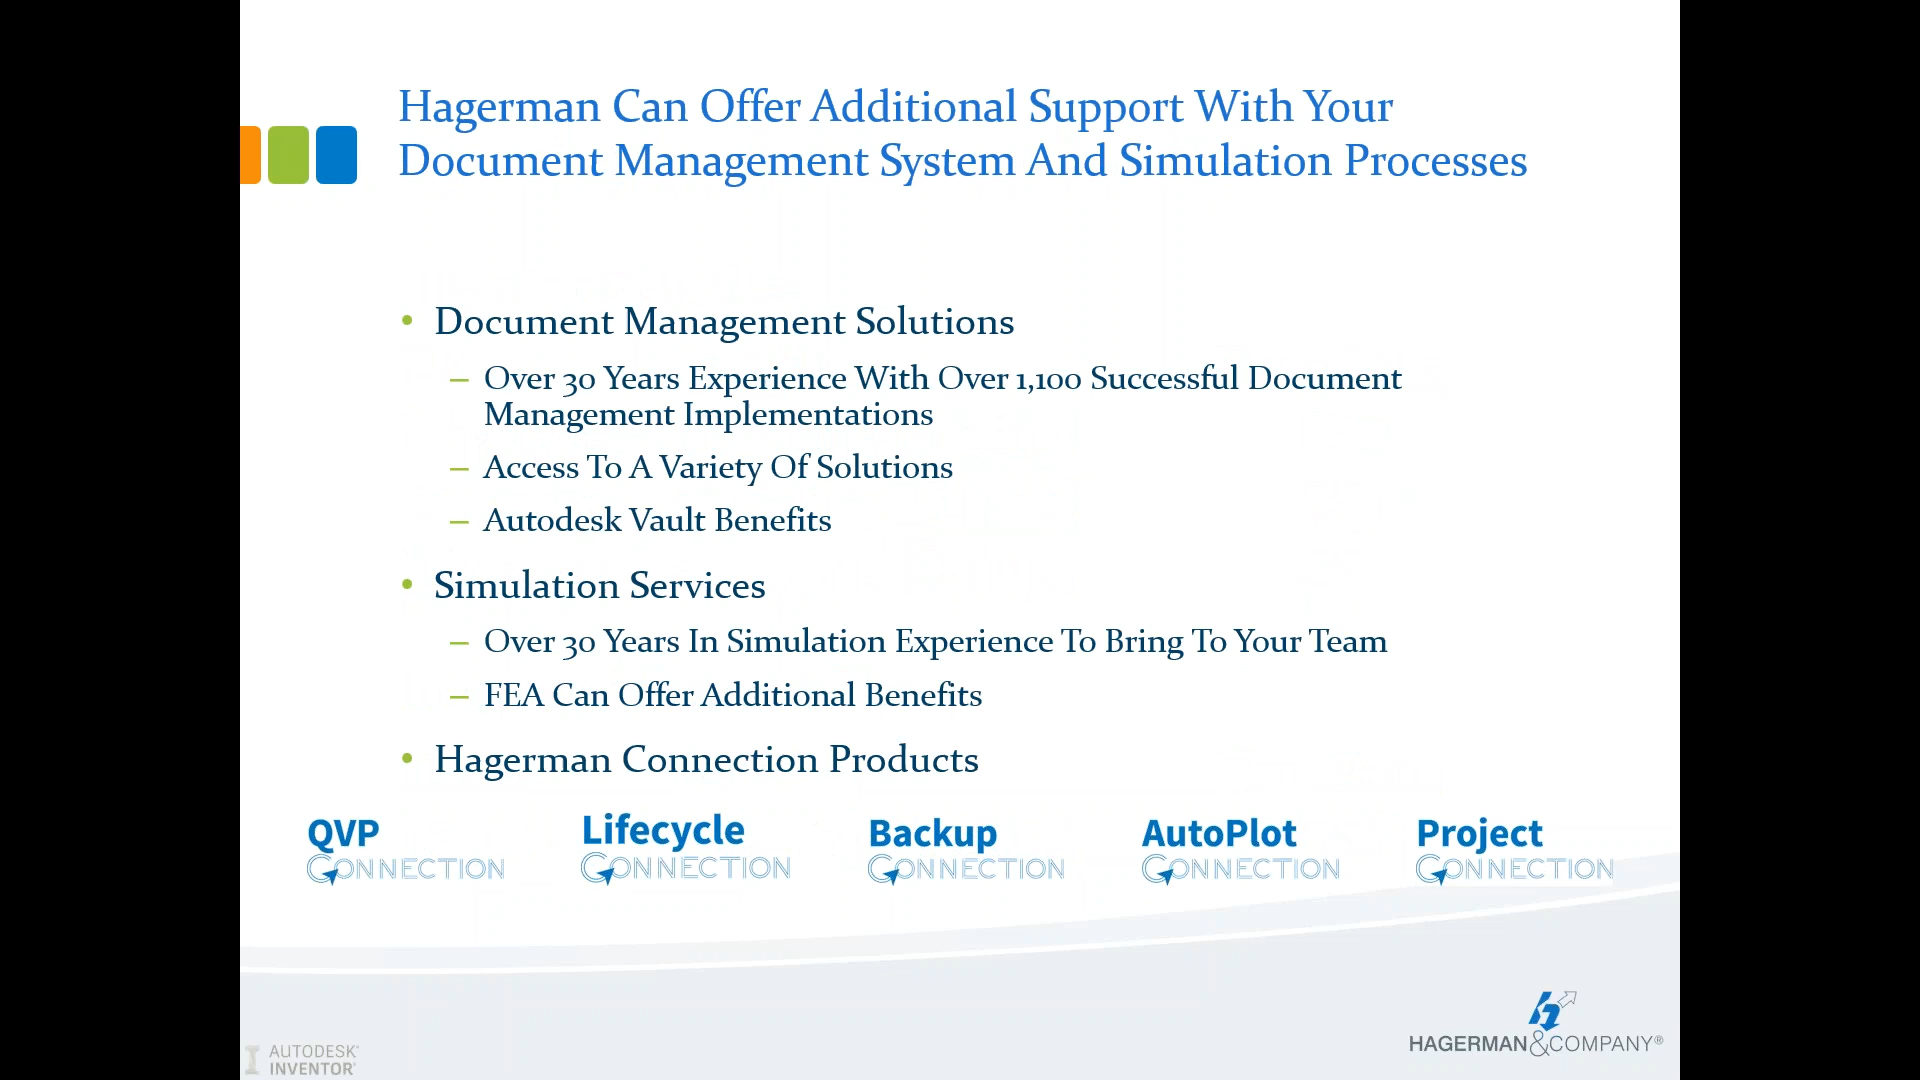 Hagerman Can Offer Additional Support With Your
Document Management System And Simulation Processes
• Document Management Solutions
– Over 30 Years Experience With Over 1,100 Successful Document
Management Implementations
– Access To A Variety Of Solutions
– Autodesk Vault Benefits
• Simulation Services
– Over 30 Years In Simulation Experience To Bring To Your Team
– FEA Can Offer Additional Benefits
• Hagerman Connection Products
QVP
CONNECTION
Lifecycle
CONNECTION
Backup
CONNECTION
AutoPlot
CONNECTION
Project
CONNECTION
HAGERMAN&COMPANY®
I AUTODESK®
INVENTOR®